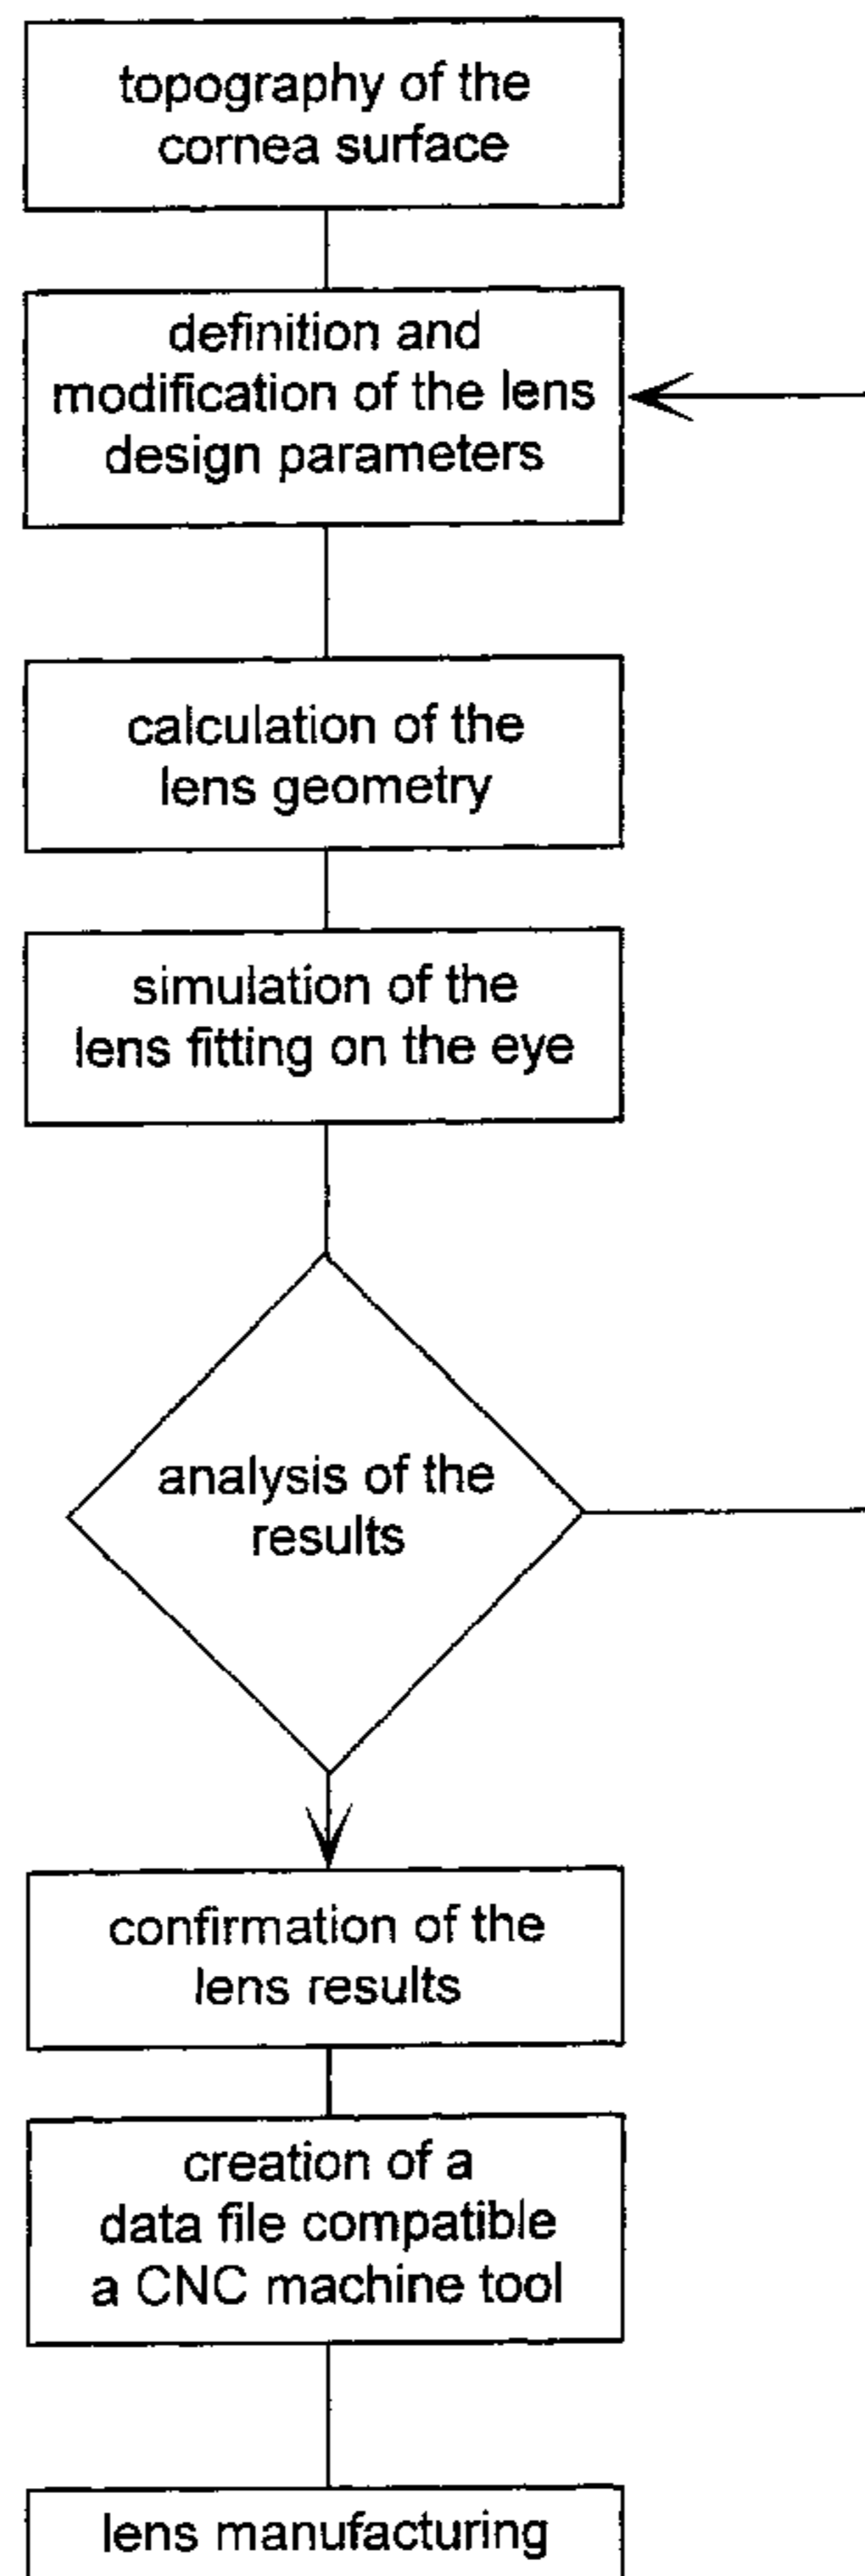 topography of the
cornea surface
definition and
modification of the lens
design parameters
calculation of the
lens geometry
simulation of the
lens fitting on the eye
analysis of the
results
confirmation of the
lens results
creation of a
data file compatible
a CNC machine tool
lens manufacturing